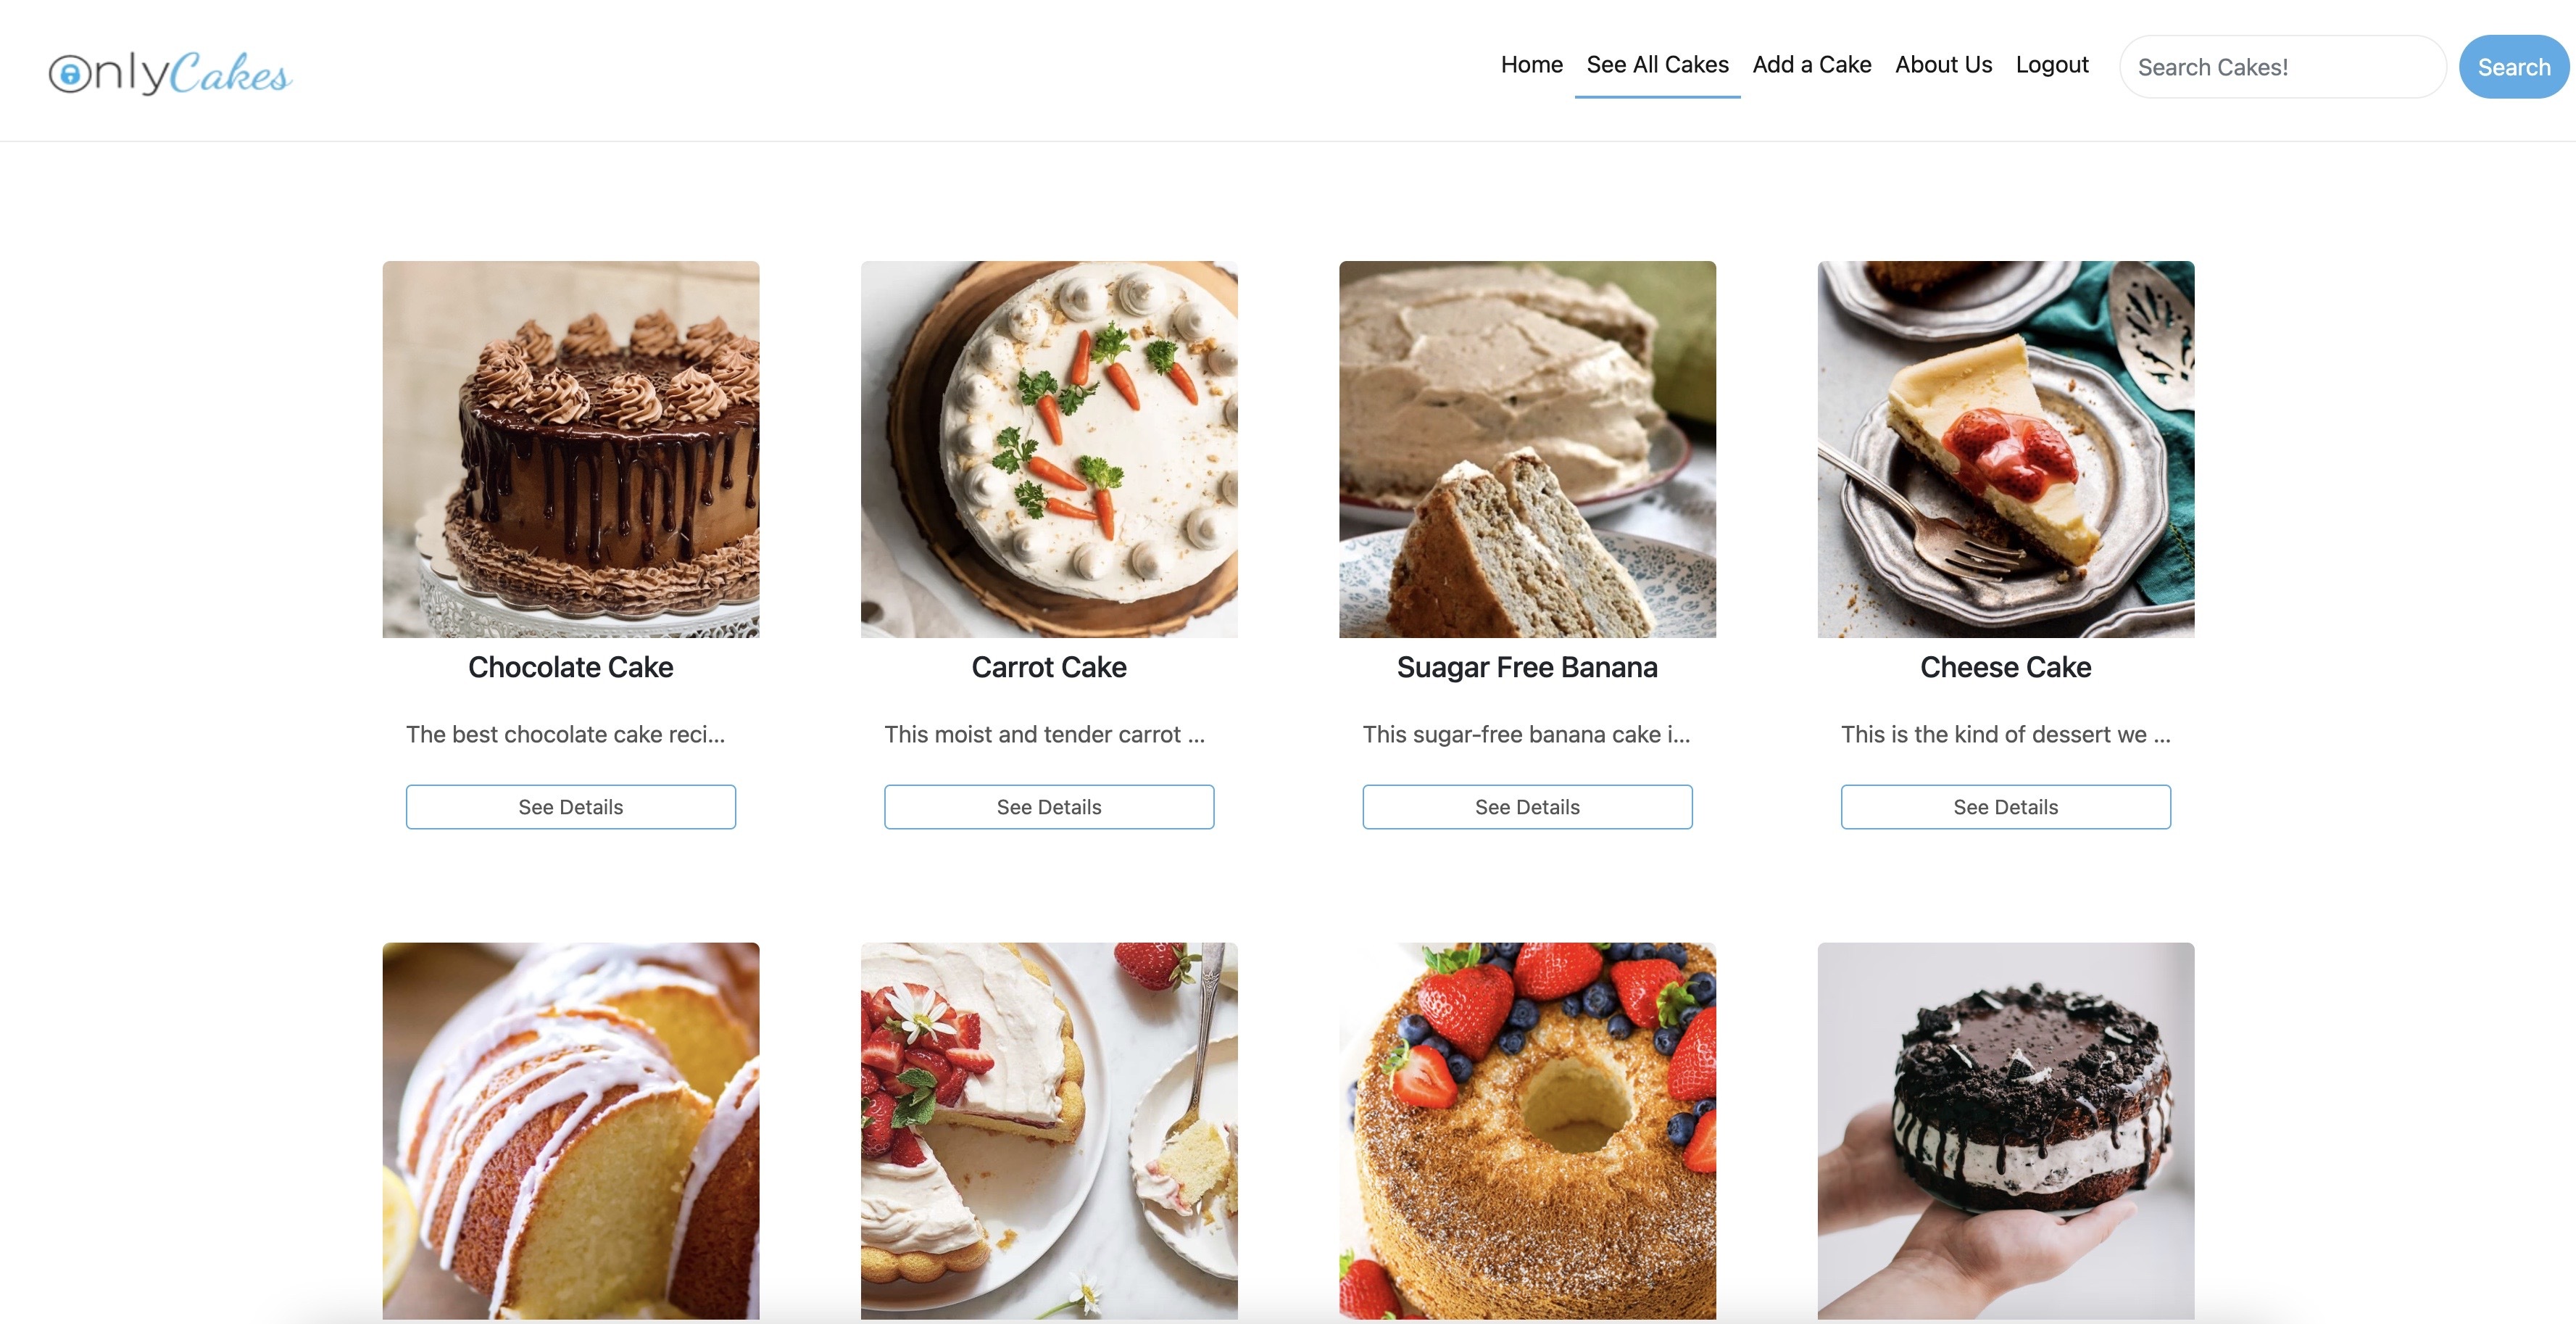 OnlyCakes
Home See All Cakes Add a Cake About Us Logout Search Cakes! Search
Chocolate Cake Carrot Cake Suagar Free Banana Cheese Cake
The best chocolate cake reci... This moist and tender carrot ... This sugar-free banana cake i... This is the kind of dessert we ...
See Details See Details See Details See Details